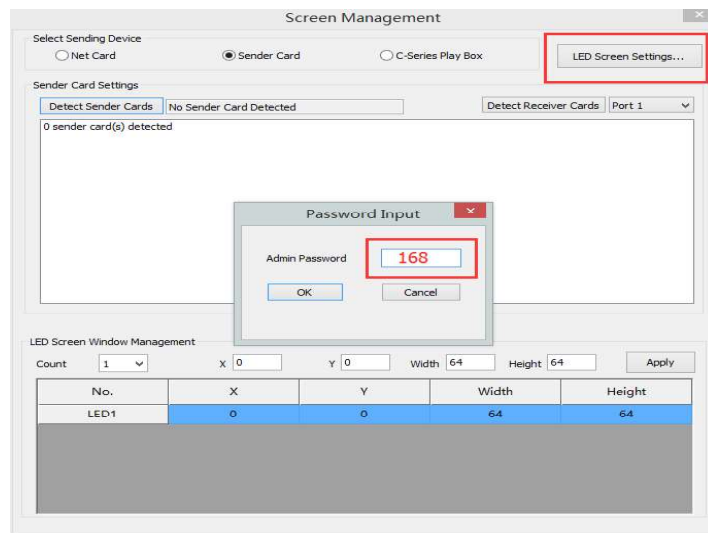 Screen Management
Select Sending Device
Net Card Sender Card C-Series Play Box LED Screen Settings...
Sender Card Settings
Detect Sender Cards No Sender Card Detected Detect Receiver Cards Port 1
0 sender card(s) detected
Password Input
Admin Password 168
OK Cancel
LED Screen Window Management
Count 1 X 0 Y 0 Width 64 Height 64 Apply
No. X Y Width Height
LED1 0 0 64 64